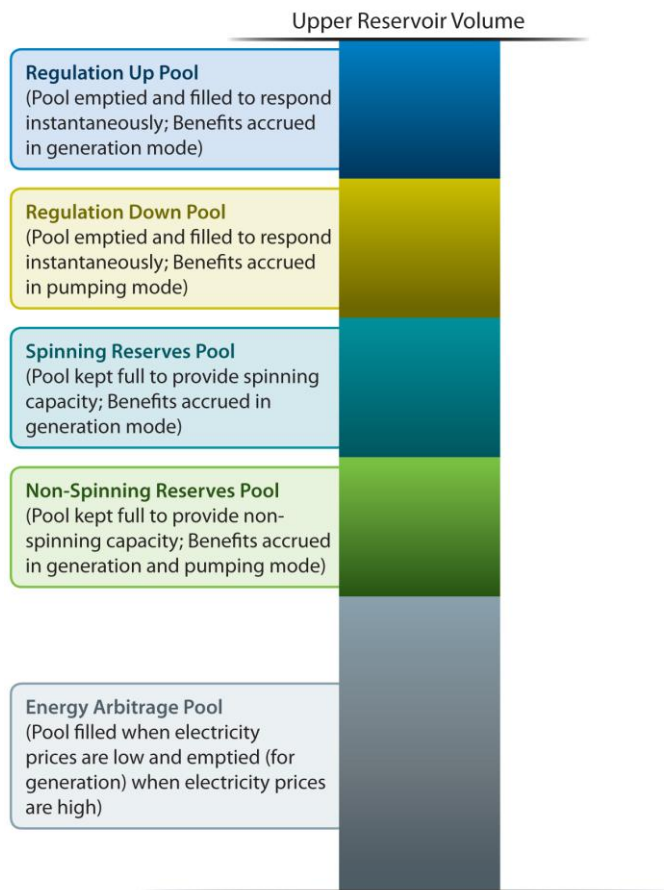 Upper Reservoir Volume
Regulation Up Pool
(Pool emptied and filled to respond
instantaneously; Benefits accrued
in generation mode)
Regulation Down Pool
(Pool emptied and filled to respond
instantaneously; Benefits accrued
in pumping mode)
Spinning Reserves Pool
(Pool kept full to provide spinning
capacity; Benefits accrued in
generation mode)
Non-Spinning Reserves Pool
(Pool kept full to provide non-
spinning capacity; Benefits accrued
in generation and pumping mode)
Energy Arbitrage Pool
(Pool filled when electricity
prices are low and emptied (for
generation) when electricity prices
are high)